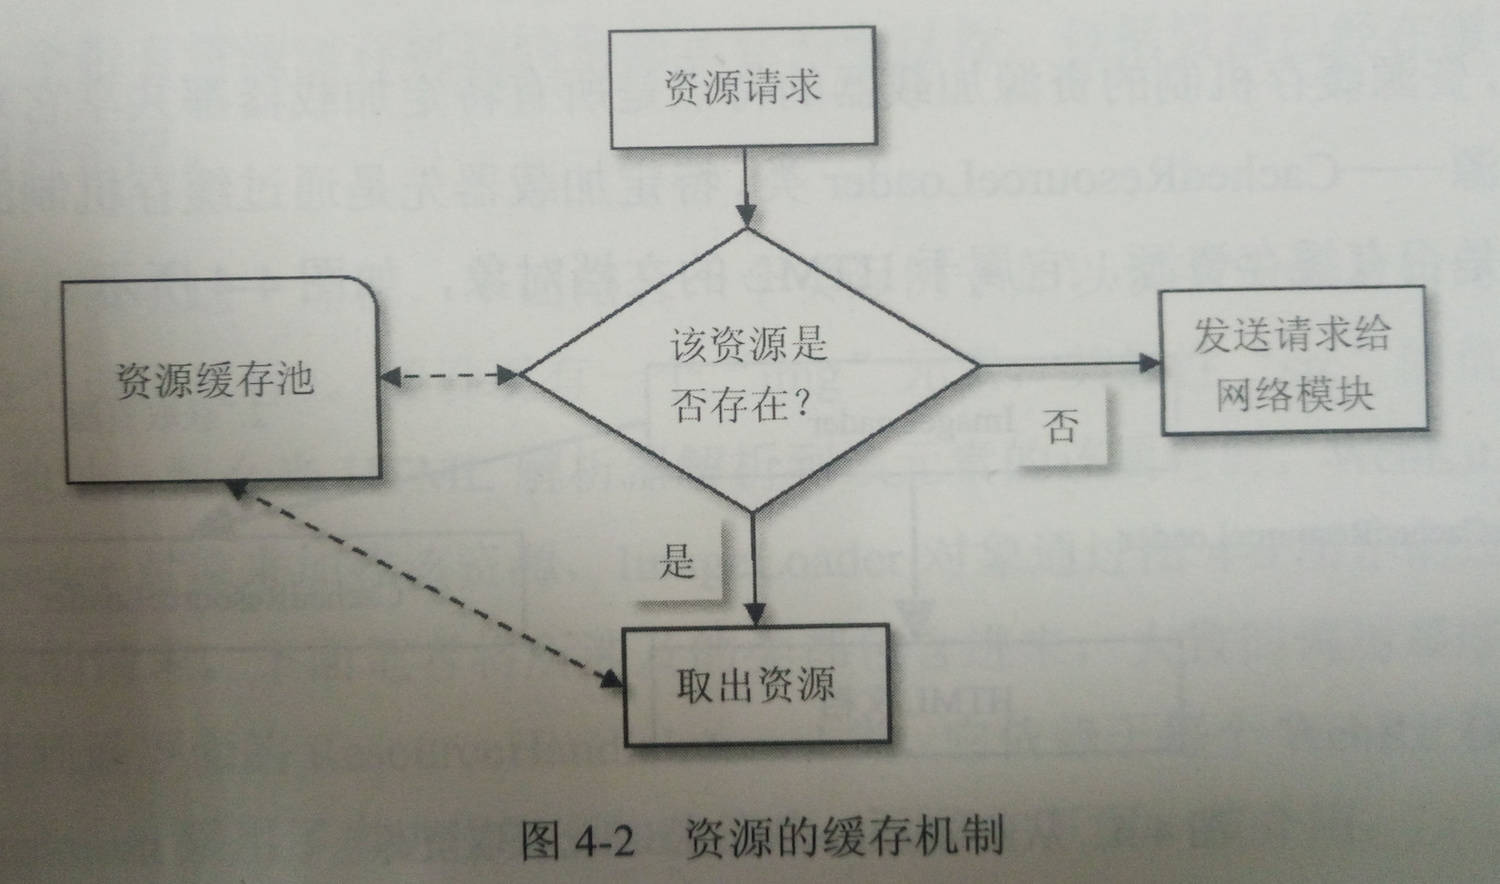 资源请求
该资源是
否存在？
资源缓存池
发送请求给
网络模块
否
是
取出资源
图 4-2 资源的缓存机制